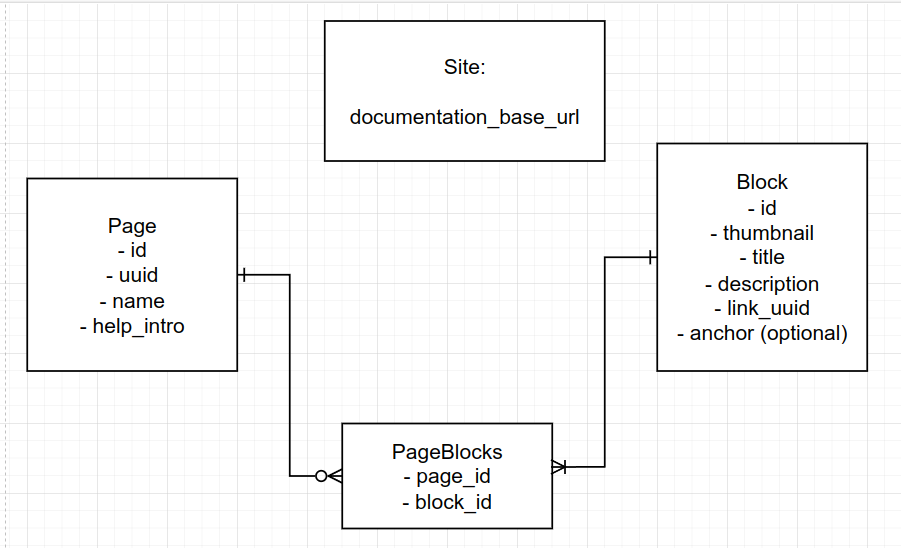 Site:
documentation_base_url
Page
- id
- uuid
- name
- help_intro
Block
- id
- thumbnail
- title
- description
- link_uuid
- anchor (optional)
PageBlocks
- page_id
- block_id